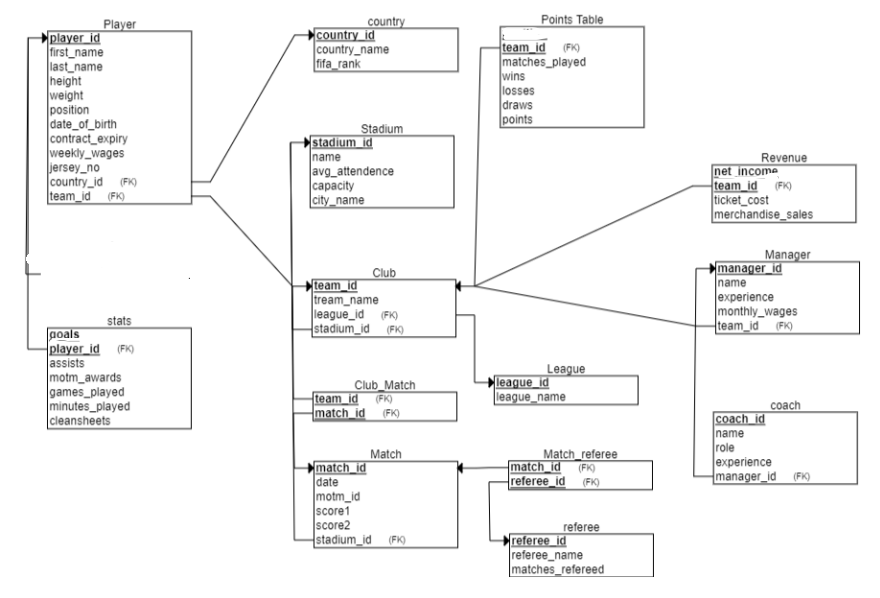 Player
player_id
first_name
last_name
height
weight
position
date_of_birth
contract_expiry
weekly_wages
jersey_no
country_id (FK)
team_id (FK)
country
country_id
country_name
fifa_rank
Points Table
team_id (FK)
matches_played
wins
losses
draws
points
Stadium
stadium_id
name
avg_attendence
capacity
city_name
Revenue
net_income
team_id (FK)
ticket_cost
merchandise_sales
Club
team_id
tream_name
league_id (FK)
stadium_id (FK)
Manager
manager_id
name
experience
monthly_wages
team_id (FK)
stats
goals
player_id (FK)
assists
motm_awards
games_played
minutes_played
cleansheets
Club_Match
team_id (FK)
match_id (FK)
League
league_id
league_name
coach
coach_id
name
role
experience
manager_id (FK)
Match
match_id
date
motm_id
score1
score2
stadium_id (FK)
Match_referee
match_id (FK)
referee_id (FK)
referee
referee_id
referee_name
matches_refereed